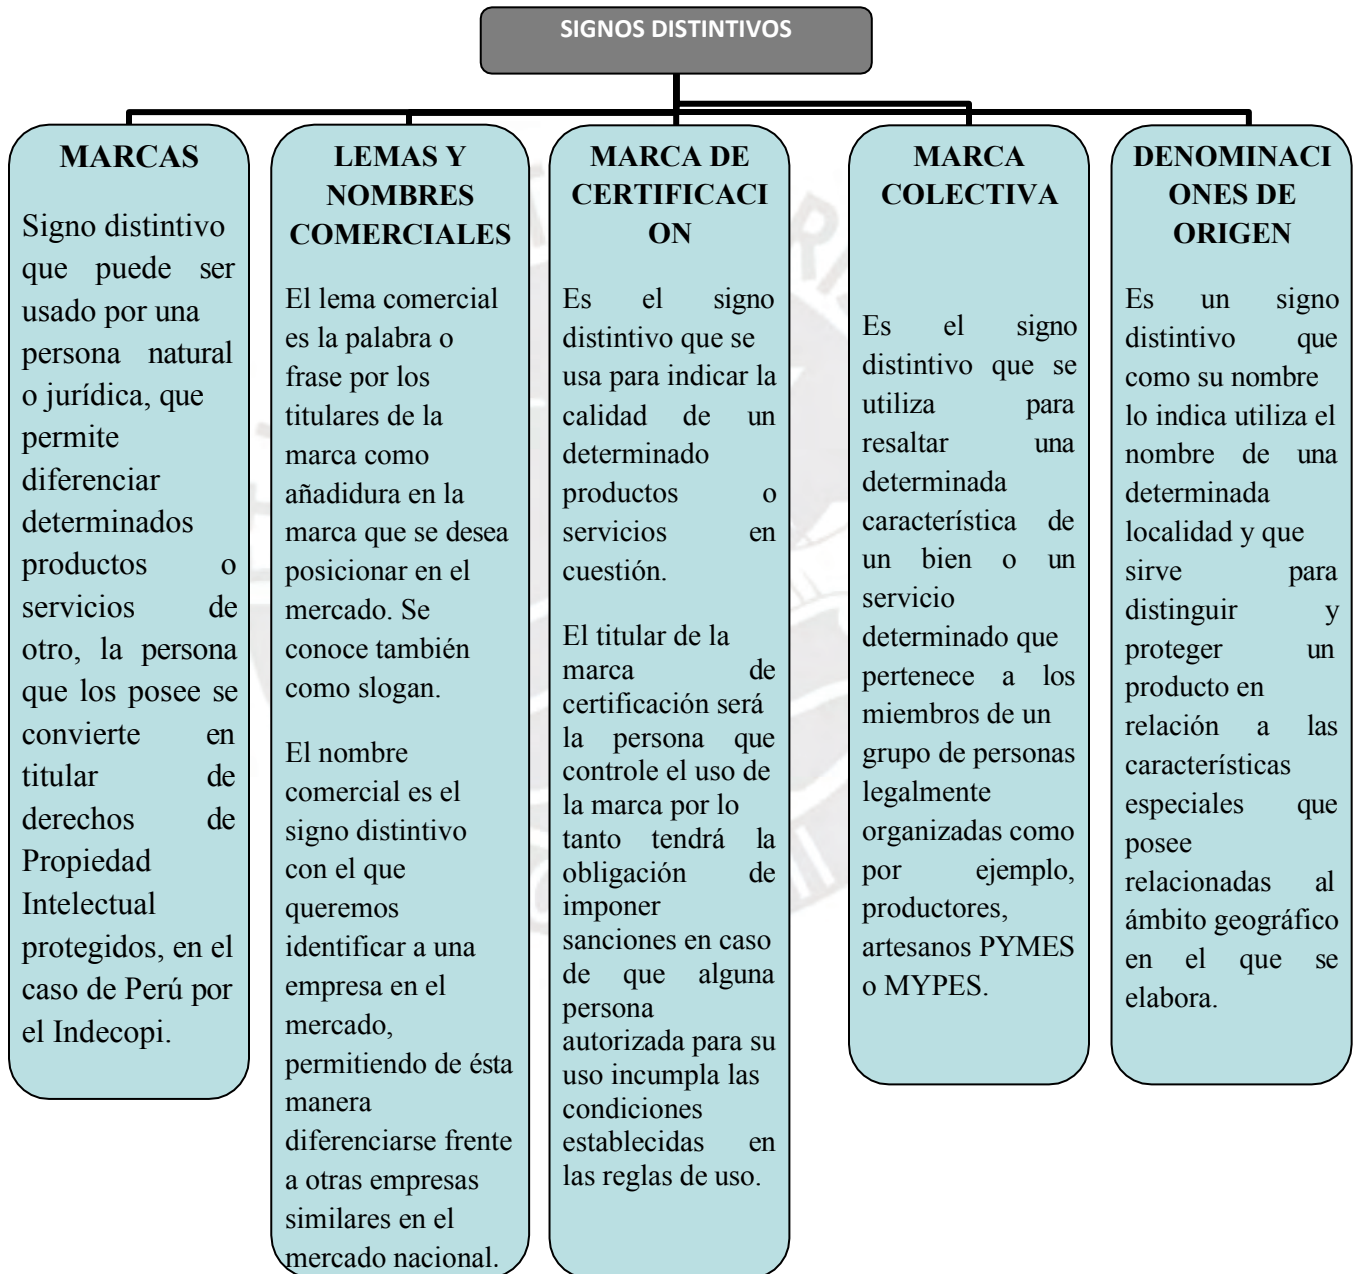 SIGNOS DISTINTIVOS
MARCAS
Signo distintivo
que puede ser
usado por una
persona natural
o jurídica, que
permite
diferenciar
determinados
productos o
servicios de
otro, la persona
que los posee se
convierte en
titular de
derechos de
Propiedad
Intelectual
protegidos, en el
caso de Perú por
el Indecopi.
LEMAS Y
NOMBRES
COMERCIALES
El lema comercial
es la palabra o
frase por los
titulares de la
marca como
añadidura en la
marca que se desea
posicionar en el
mercado. Se
conoce también
como slogan.
El nombre
comercial es el
signo distintivo
con el que
queremos
identificar a una
empresa en el
mercado,
permitiendo de ésta
manera
diferenciarse frente
a otras empresas
similares en el
mercado nacional.
MARCA DE
CERTIFICACI
ON
Es el signo
distintivo que se
usa para indicar la
calidad de un
determinado
productos o
servicios en
cuestión.
El titular de la
marca de
certificación será
la persona que
controle el uso de
la marca por lo
tanto tendrá la
obligación de
imponer
sanciones en caso
de que alguna
persona
autorizada para su
uso incumpla las
condiciones
establecidas en
las reglas de uso.
MARCA
COLECTIVA
Es el signo
distintivo que se
utiliza para
resaltar una
determinada
característica de
un bien o un
servicio
determinado que
pertenece a los
miembros de un
grupo de personas
legalmente
organizadas como
por ejemplo,
productores,
artesanos PYMES
o MYPES.
DENOMINACI
ONES DE
ORIGEN
Es un signo
distintivo que
como su nombre
lo indica utiliza el
nombre de una
determinada
localidad y que
sirve para
distinguir y
proteger un
producto en
relación a las
características
especiales que
posee
relacionadas al
ámbito geográfico
en el que se
elabora.